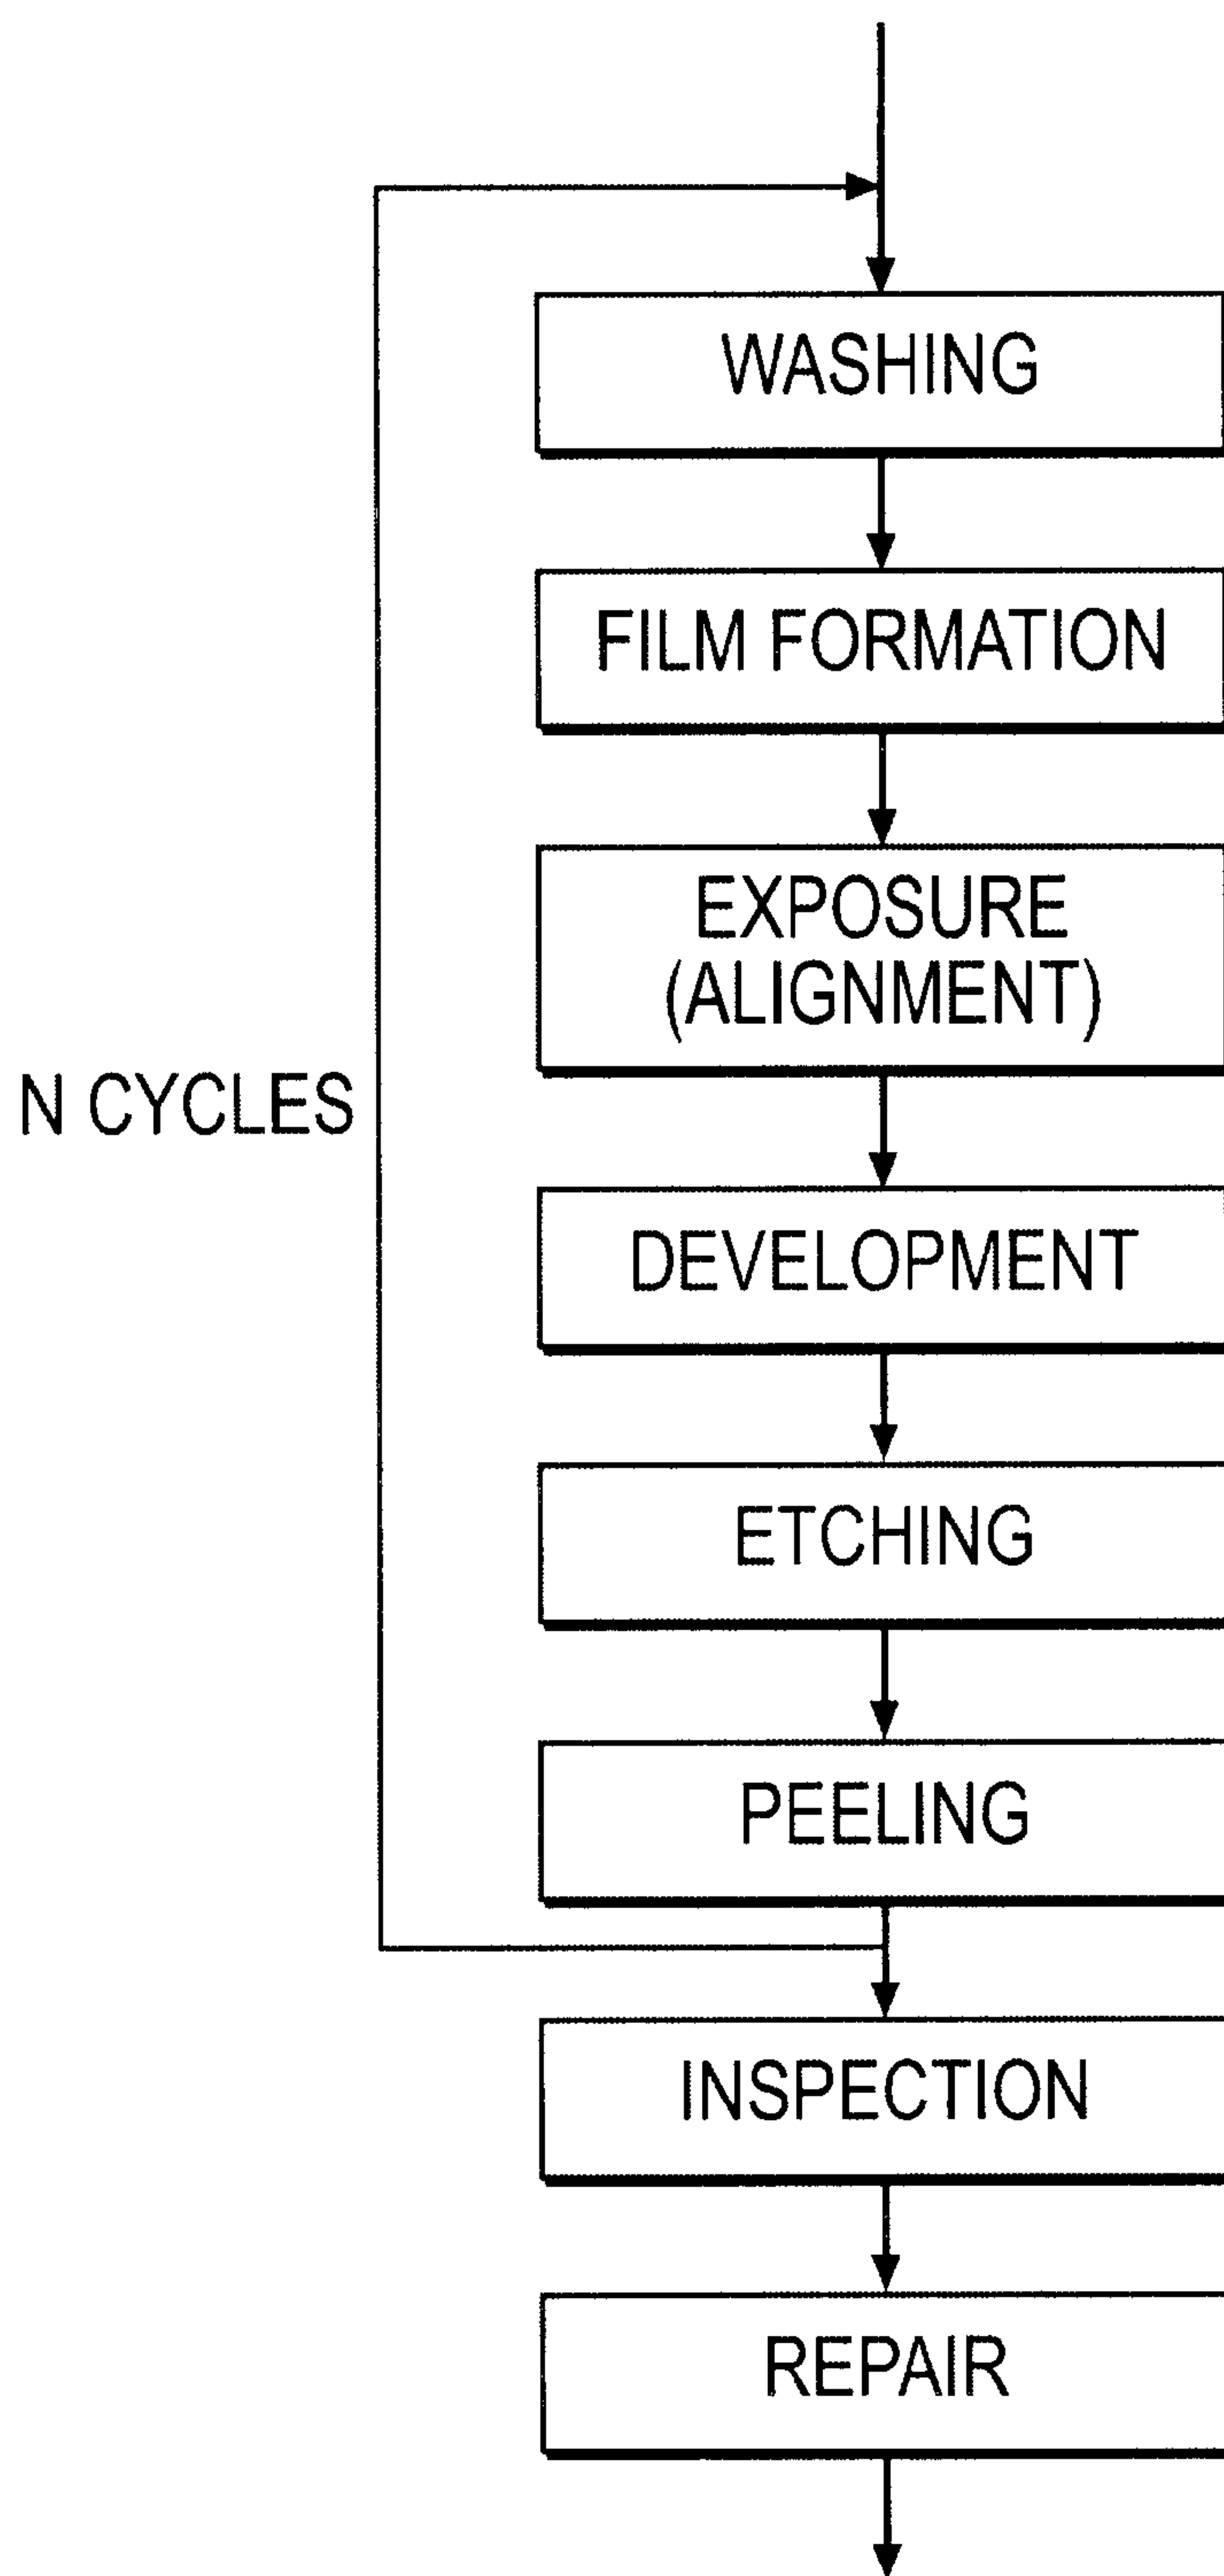 WASHING
FILM FORMATION
EXPOSURE
(ALIGNMENT)
N CYCLES
DEVELOPMENT
ETCHING
PEELING
INSPECTION
REPAIR